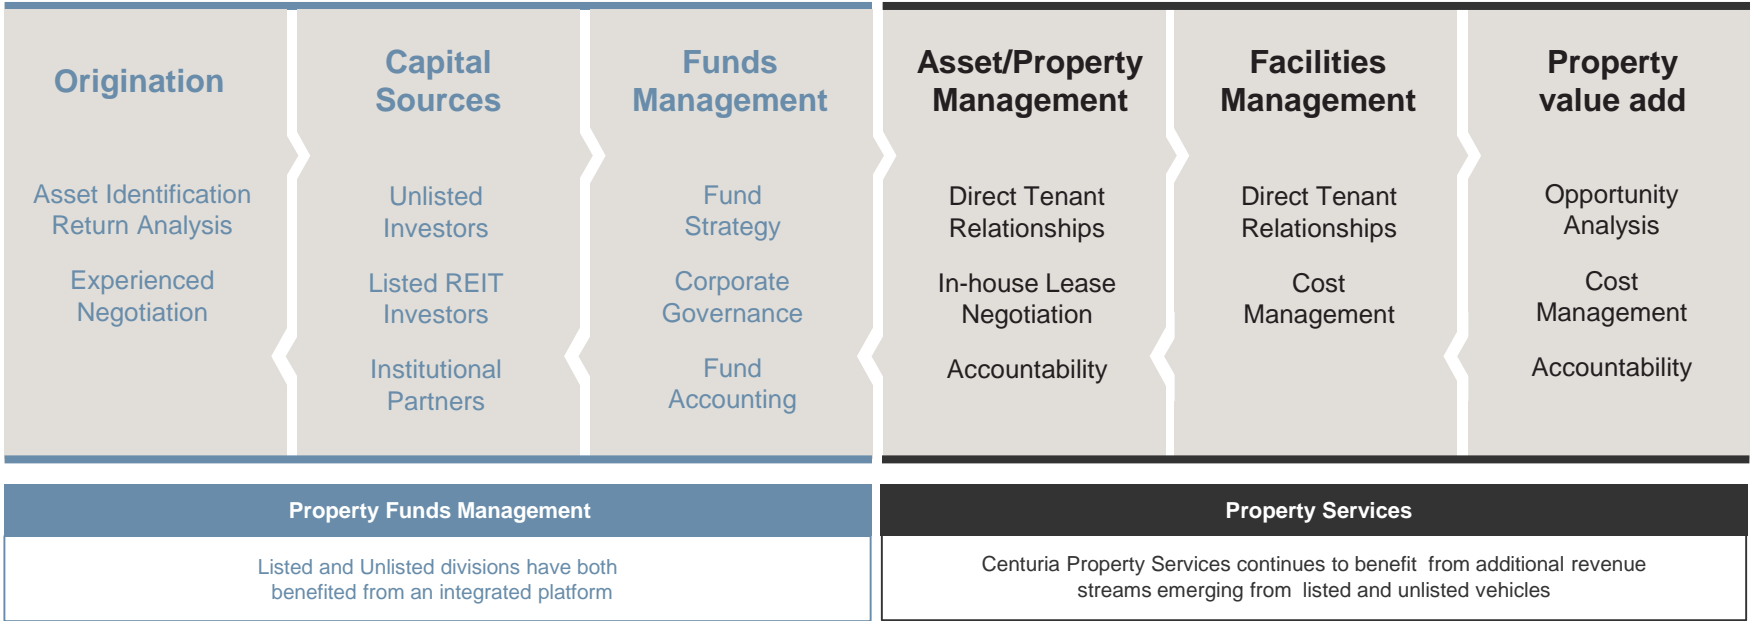 Origination
Asset Identification
Return Analysis
Experienced
Negotiation
Capital
Sources
Unlisted
Investors
Listed REIT
Investors
Institutional
Partners
Funds
Management
Fund
Strategy
Corporate
Governance
Fund
Accounting
Asset/Property
Management
Direct Tenant
Relationships
In-house Lease
Negotiation
Accountability
Facilities
Management
Direct Tenant
Relationships
Cost
Management
Property
value add
Opportunity
Analysis
Cost
Management
Accountability
Property Funds Management
Listed and Unlisted divisions have both
benefited from an integrated platform
Property Services
Centuria Property Services continues to benefit from additional revenue
streams emerging from listed and unlisted vehicles